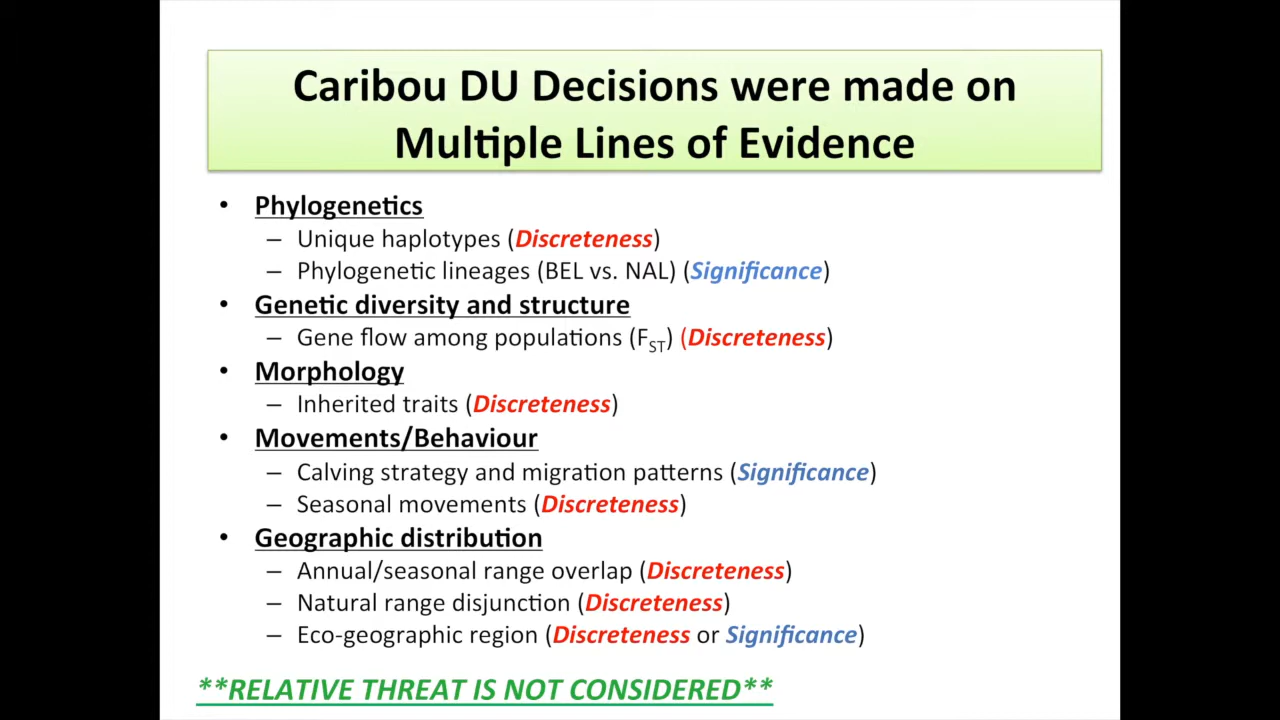 Caribou DU Decisions were made on
Multiple Lines of Evidence
• Phylogenetics
– Unique haplotypes (Discreteness)
– Phylogenetic lineages (BEL vs. NAL) (Significance)
• Genetic diversity and structure
– Gene flow among populations (FST) (Discreteness)
• Morphology
– Inherited traits (Discreteness)
• Movements/Behaviour
– Calving strategy and migration patterns (Significance)
– Seasonal movements (Discreteness)
• Geographic distribution
– Annual/seasonal range overlap (Discreteness)
– Natural range disjunction (Discreteness)
– Eco-geographic region (Discreteness or Significance)
**RELATIVE THREAT IS NOT CONSIDERED**